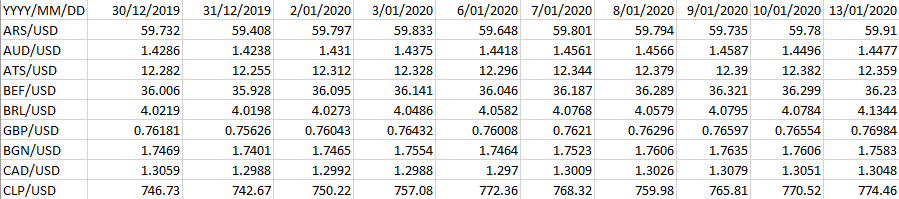 YYYY/MM/DD 30/12/2019 31/12/2019 2/01/2020 3/01/2020 6/01/2020 7/01/2020 8/01/2020 9/01/2020 10/01/2020 13/01/2020
ARS/USD 59.732 59.408 59.797 59.833 59.648 59.801 59.794 59.735 59.78 59.91
AUD/USD 1.4286 1.4238 1.431 1.4375 1.4418 1.4561 1.4566 1.4587 1.4496 1.4477
ATS/USD 12.282 12.255 12.312 12.328 12.296 12.344 12.379 12.39 12.382 12.359
BEF/USD 36.006 35.928 36.095 36.141 36.046 36.187 36.289 36.321 36.299 36.23
BRL/USD 4.0219 4.0198 4.0273 4.0486 4.0582 4.0768 4.0579 4.0795 4.0784 4.1344
GBP/USD 0.76181 0.75626 0.76043 0.76432 0.76008 0.7621 0.76296 0.76597 0.76554 0.76984
BGN/USD 1.7469 1.7401 1.7465 1.7554 1.7464 1.7523 1.7606 1.7635 1.7606 1.7583
CAD/USD 1.3059 1.2988 1.2992 1.2988 1.297 1.3009 1.3026 1.3079 1.3051 1.3048
CLP/USD 746.73 742.67 750.22 757.08 772.36 768.32 759.98 765.81 770.52 774.46